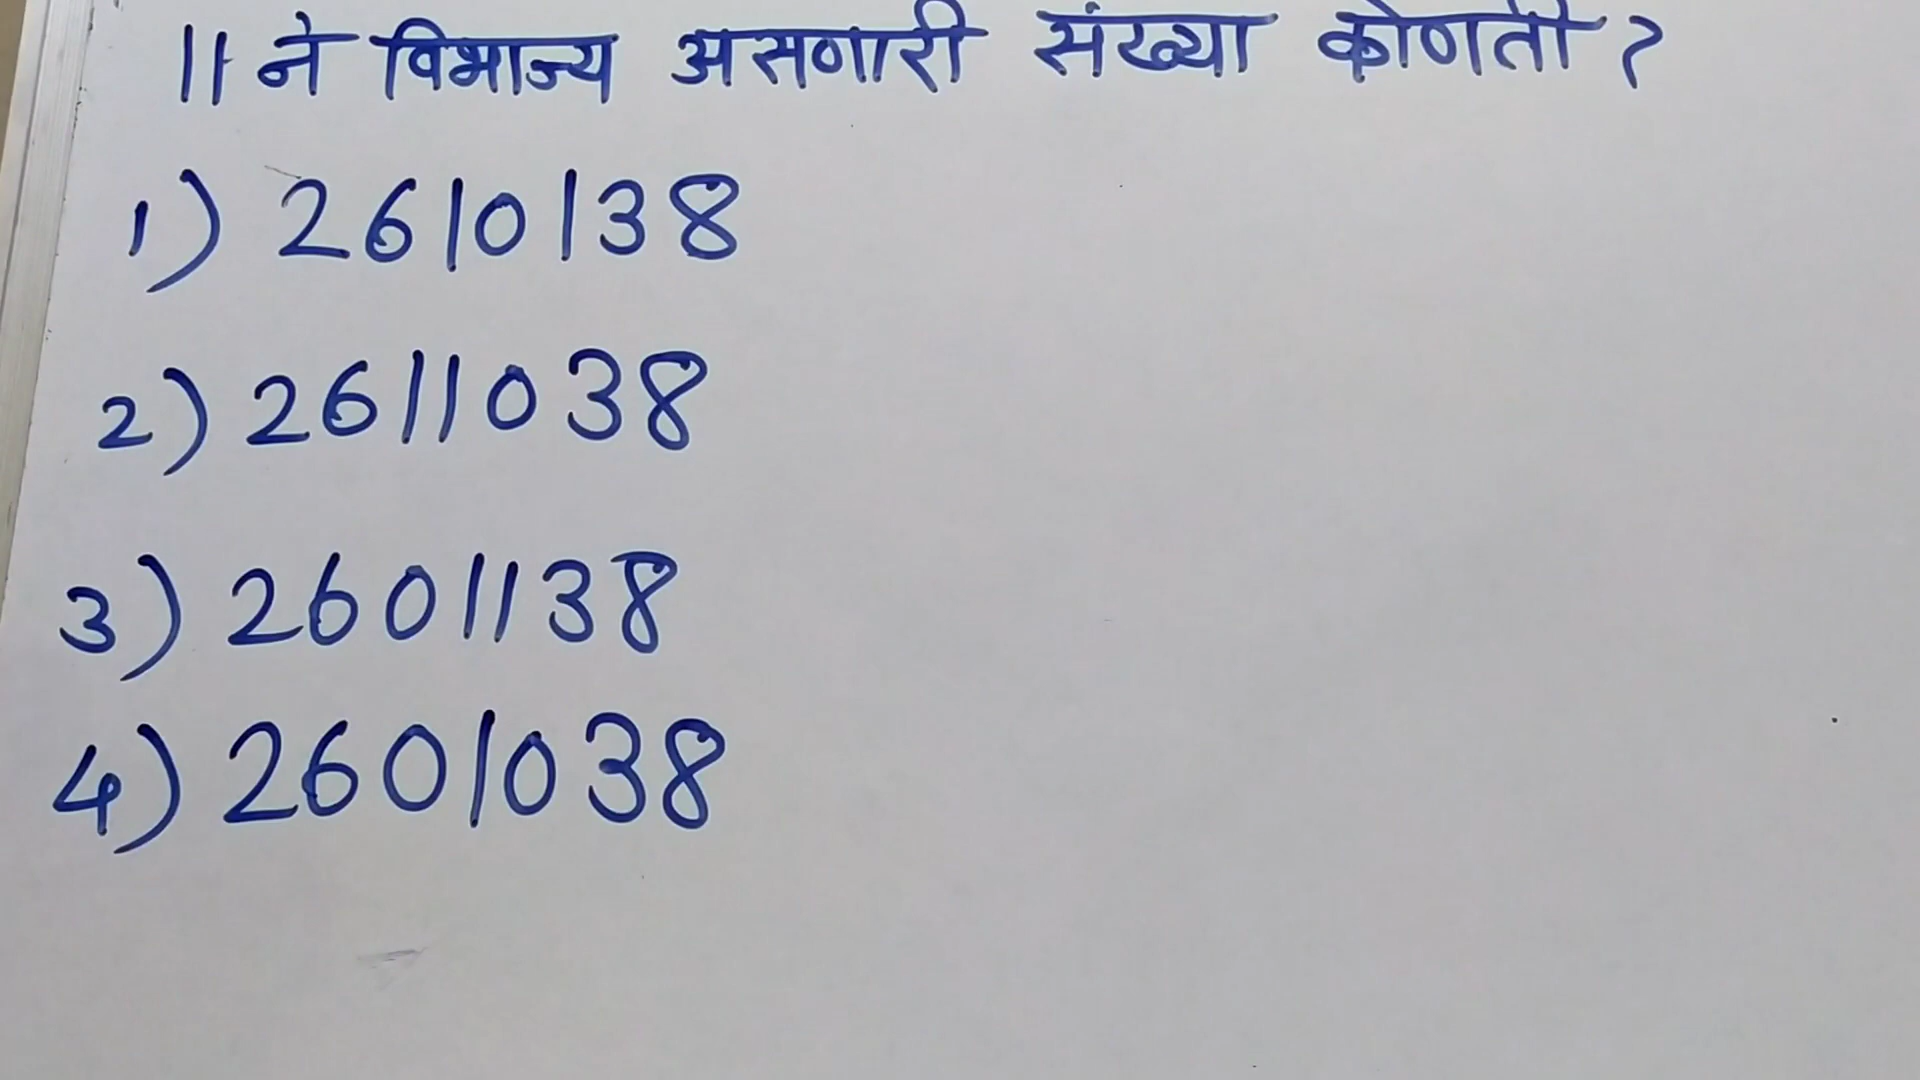 11 ने विभाज्य असणारी संख्या कोणती ?
1) 2610138
2) 2611038
3) 2601138
4) 2601038